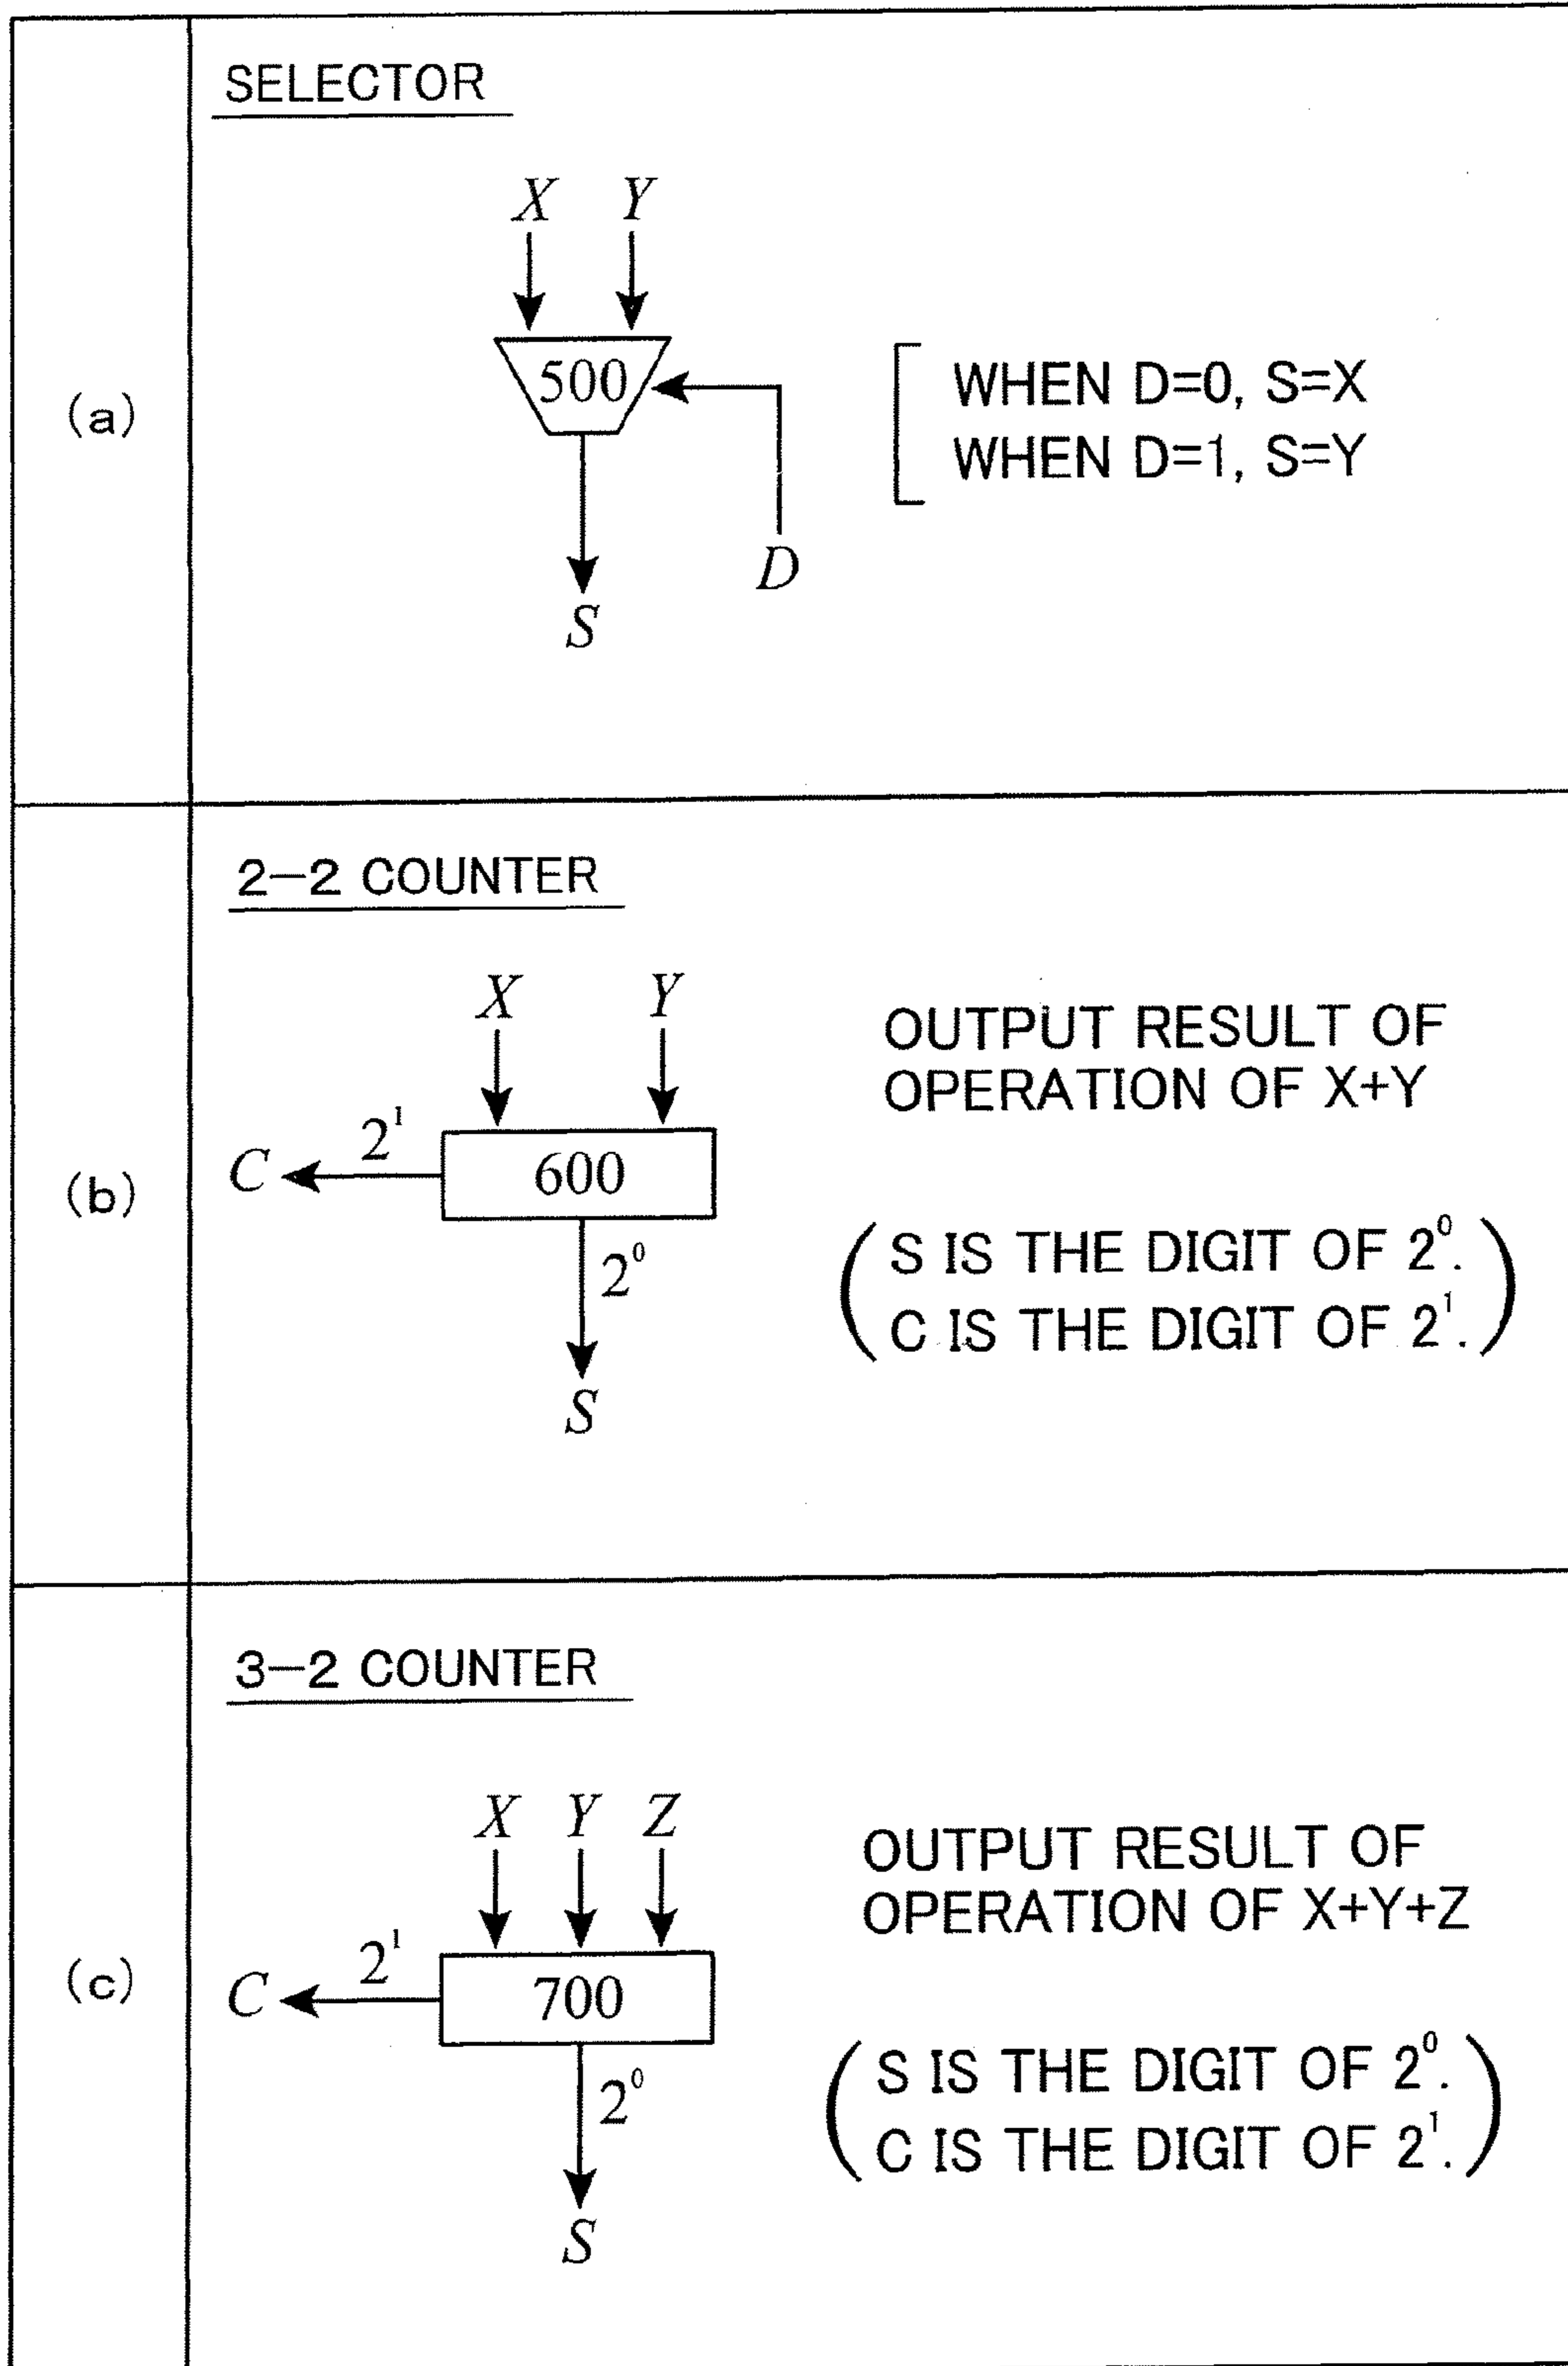 (a)
SELECTOR
X Y
500
WHEN D=0, S=X
WHEN D=1, S=Y
D
S
(b)
2-2 COUNTER
X Y
OUTPUT RESULT OF
OPERATION OF X+Y
C 2¹ 600
2⁰
S
( S IS THE DIGIT OF 2⁰.
C IS THE DIGIT OF 2¹. )
(c)
3-2 COUNTER
X Y Z
OUTPUT RESULT OF
OPERATION OF X+Y+Z
C 2¹ 700
2⁰
S
( S IS THE DIGIT OF 2⁰.
C IS THE DIGIT OF 2¹. )